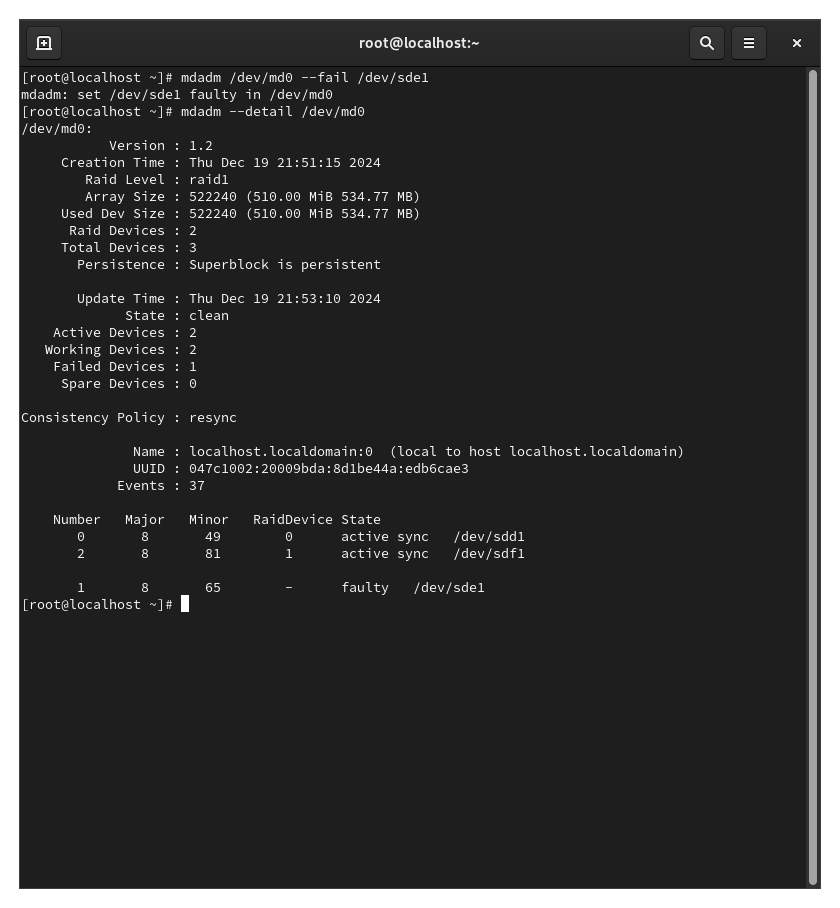 root@localhost:~
[root@localhost ~]# mdadm /dev/md0 --fail /dev/sde1
mdadm: set /dev/sde1 faulty in /dev/md0
[root@localhost ~]# mdadm --detail /dev/md0
/dev/md0:
           Version : 1.2
     Creation Time : Thu Dec 19 21:51:15 2024
        Raid Level : raid1
        Array Size : 522240 (510.00 MiB 534.77 MB)
     Used Dev Size : 522240 (510.00 MiB 534.77 MB)
      Raid Devices : 2
     Total Devices : 3
       Persistence : Superblock is persistent

       Update Time : Thu Dec 19 21:53:10 2024
             State : clean
    Active Devices : 2
   Working Devices : 2
    Failed Devices : 1
     Spare Devices : 0

Consistency Policy : resync

              Name : localhost.localdomain:0  (local to host localhost.localdomain)
              UUID : 047c1002:20009bda:8d1be44a:edb6cae3
            Events : 37

    Number   Major   Minor   RaidDevice State
       0       8       49        0      active sync   /dev/sdd1
       2       8       81        1      active sync   /dev/sdf1

       1       8       65        -      faulty   /dev/sde1
[root@localhost ~]#